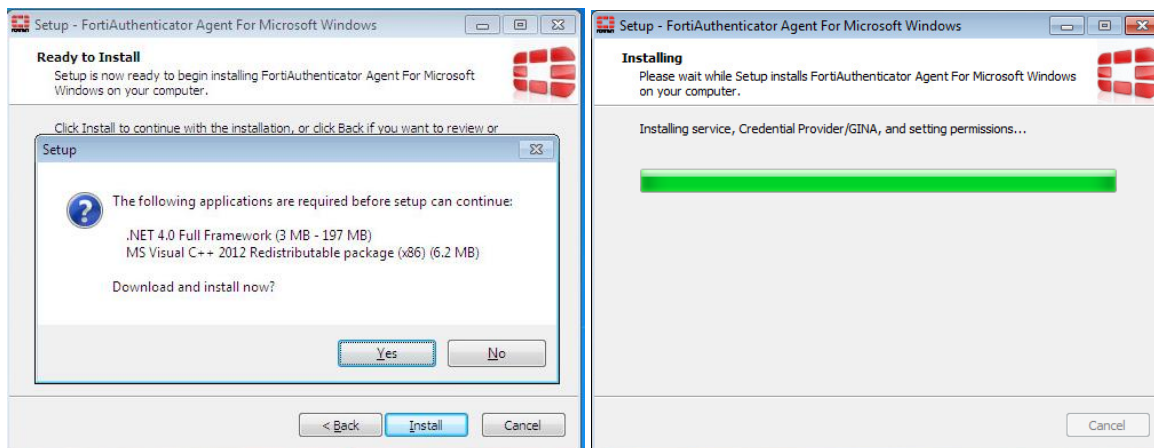 Setup - FortiAuthenticator Agent For Microsoft Windows
Ready to Install
Setup is now ready to begin installing FortiAuthenticator Agent For Microsoft
Windows on your computer.
Click Install to continue with the installation, or click Back if you want to review or
Setup
The following applications are required before setup can continue:
.NET 4.0 Full Framework (3 MB - 197 MB)
MS Visual C++ 2012 Redistributable package (x86) (6.2 MB)
Download and install now?
Yes
No
< Back
Install
Cancel
Setup - FortiAuthenticator Agent For Microsoft Windows
Installing
Please wait while Setup installs FortiAuthenticator Agent For Microsoft Windows
on your computer.
Installing service, Credential Provider/GINA, and setting permissions...
Cancel